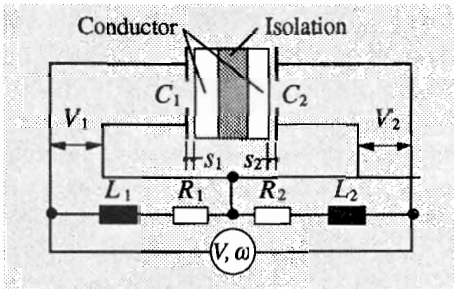 Conductor Isolation
C1 C2
V1 V2
s1 s2
L1 R1 R2 L2
V, ω